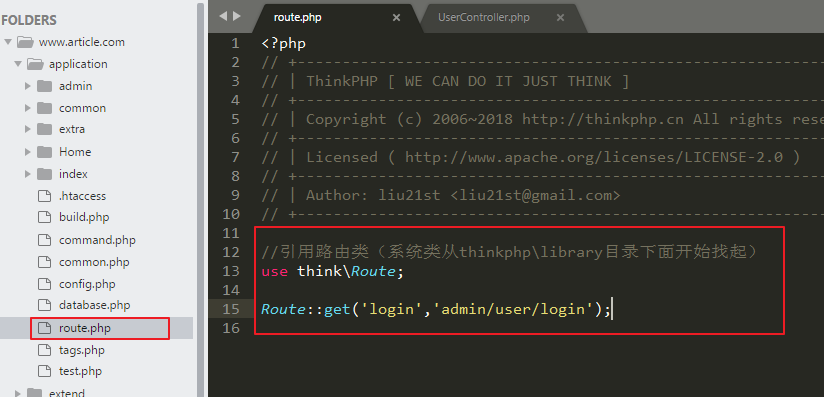 FOLDERS
www.article.com
application
admin
common
extra
Home
index
.htaccess
build.php
command.php
common.php
config.php
database.php
route.php
tags.php
test.php
extend
route.php ×
UserController.php ×
1 <?php
2 // +----------------------------------------------------------------------
3 // | ThinkPHP [ WE CAN DO IT JUST THINK ]
4 // +----------------------------------------------------------------------
5 // | Copyright (c) 2006~2018 http://thinkphp.cn All rights rese
6 // +----------------------------------------------------------------------
7 // | Licensed ( http://www.apache.org/licenses/LICENSE-2.0 )
8 // +----------------------------------------------------------------------
9 // | Author: liu21st <liu21st@gmail.com>
10 // +----------------------------------------------------------------------
11
12 //引用路由类（系统类从thinkphp\library目录下面开始找起）
13 use think\Route;
14
15 Route::get('login','admin/user/login');
16